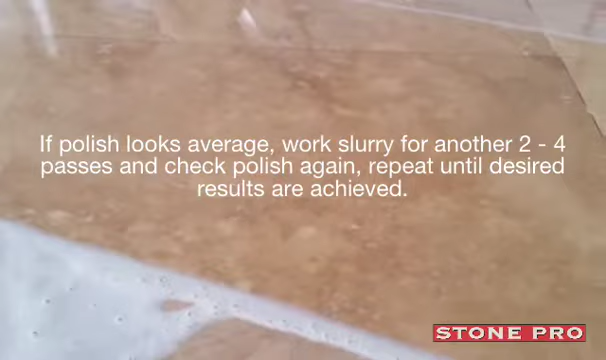 If polish looks average, work slurry for another 2 - 4
passes and check polish again, repeat until desired
results are achieved.
STONE PRO